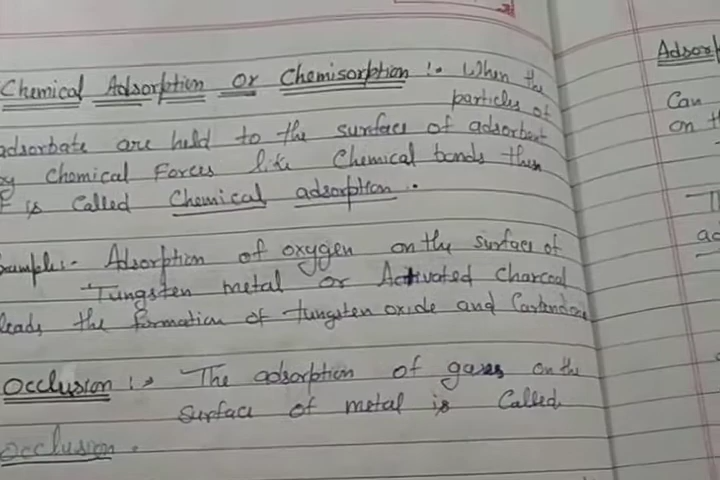 Chemical Adsorption or Chemisorption :- When the
particles of
adsorbate are held to the surface of adsorbent
by Chemical Forces like Chemical bonds then
is Called Chemical adsorption.
Example:- Adsorption of oxygen on the surface of
Tungsten metal or Activated Charcoal
leads the formation of tungsten oxide and
Occlusion :→ The adsorption of gases on the
surface of metal is Called
occlusion.
Adsorp
Can
on th